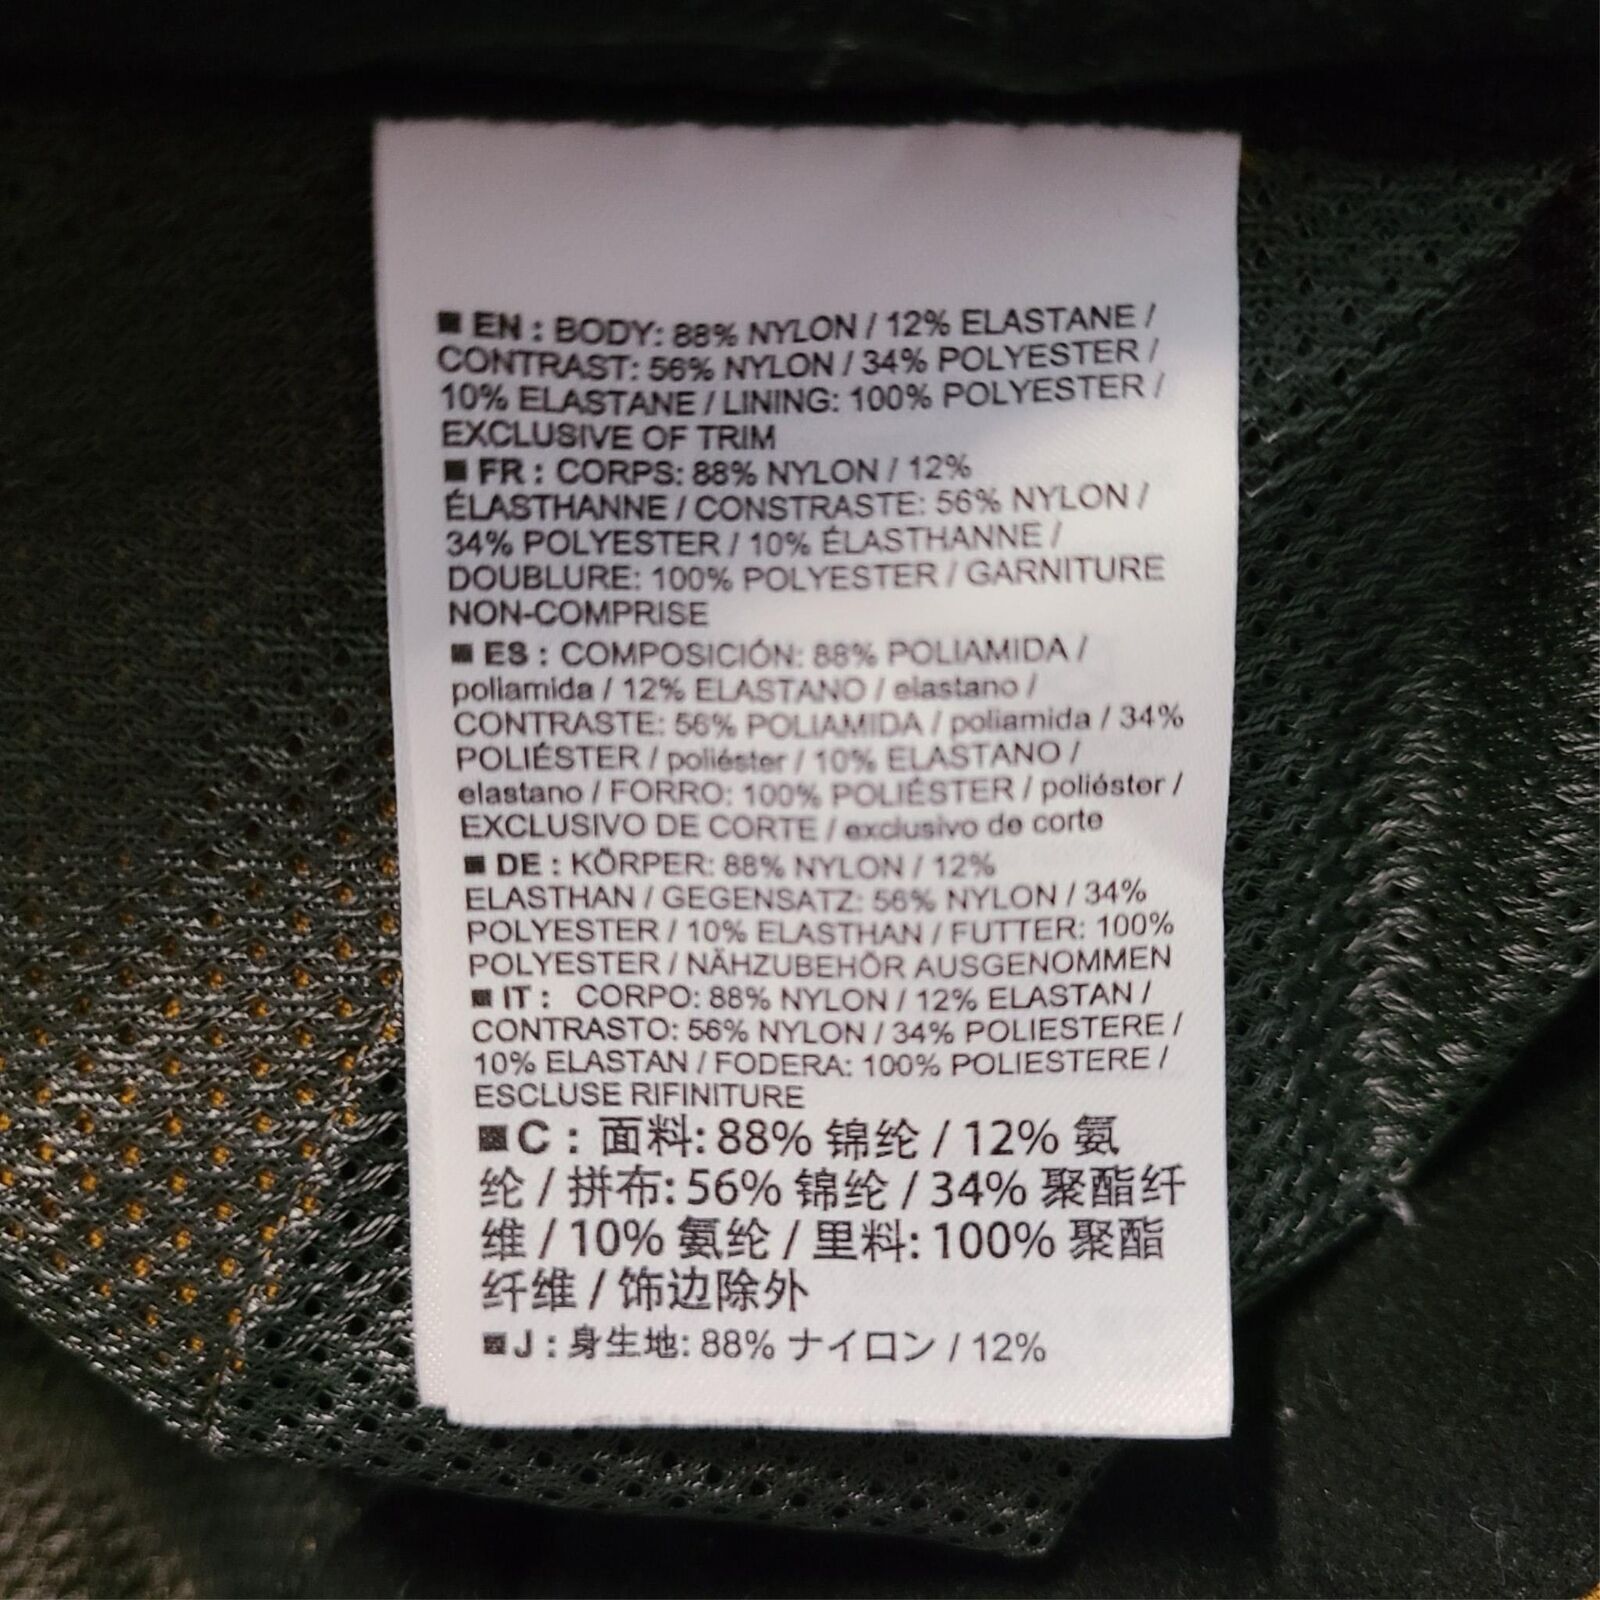 ■ EN : BODY: 88% NYLON / 12% ELASTANE /
CONTRAST: 56% NYLON / 34% POLYESTER /
10% ELASTANE / LINING: 100% POLYESTER /
EXCLUSIVE OF TRIM
■ FR : CORPS: 88% NYLON / 12%
ÉLASTHANNE / CONSTRASTE: 56% NYLON /
34% POLYESTER / 10% ÉLASTHANNE /
DOUBLURE: 100% POLYESTER / GARNITURE
NON-COMPRISE
■ ES : COMPOSICIÓN: 88% POLIAMIDA /
poliamida / 12% ELASTANO / elastano /
CONTRASTE: 56% POLIAMIDA / poliamida / 34%
POLIÉSTER / poliéster / 10% ELASTANO /
elastano / FORRO: 100% POLIÉSTER / poliéster /
EXCLUSIVO DE CORTE / exclusivo de corte
■ DE : KÖRPER: 88% NYLON / 12%
ELASTHAN / GEGENSATZ: 56% NYLON / 34%
POLYESTER / 10% ELASTHAN / FUTTER: 100%
POLYESTER / NÄHZUBEHÖR AUSGENOMMEN
■ IT : CORPO: 88% NYLON / 12% ELASTAN /
CONTRASTO: 56% NYLON / 34% POLIESTERE /
10% ELASTAN / FODERA: 100% POLIESTERE /
ESCLUSE RIFINITURE
■ C : 面料: 88% 锦纶 / 12% 氨
纶 / 拼布: 56% 锦纶 / 34% 聚酯纤
维 / 10% 氨纶 / 里料: 100% 聚酯
纤维 / 饰边除外
■ J : 身生地: 88% ナイロン / 12%